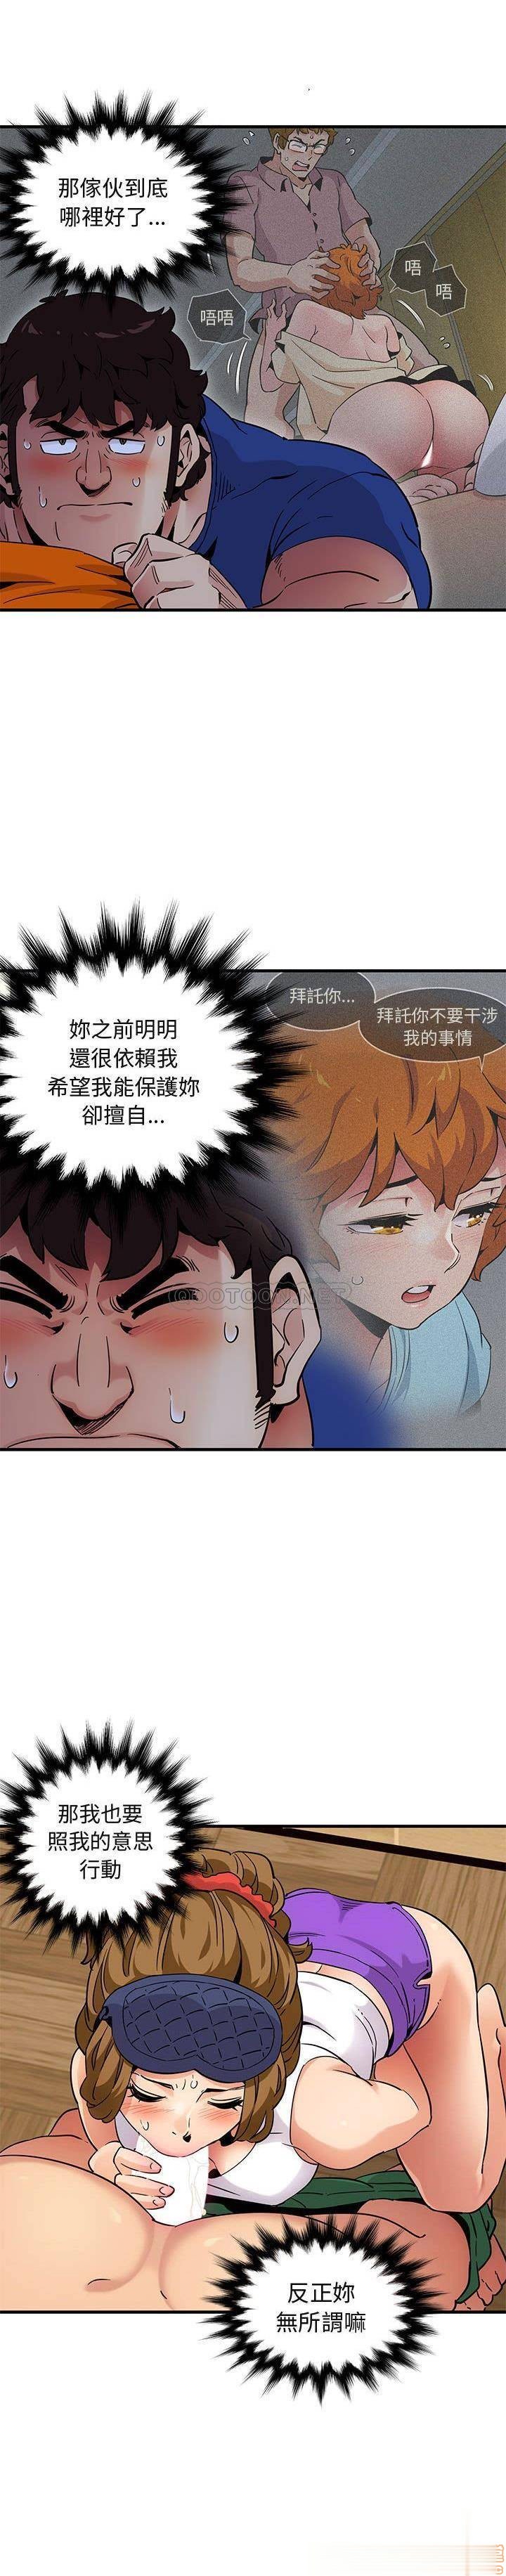 那傢伙到底
哪裡好了...
唔
唔
唔唔
拜託你...
拜託你不要干涉
我的事情
妳之前明明
還很依賴我
希望我能保護妳
卻擅自...
那我也要
照我的意思
行動
反正妳
無所謂嘛